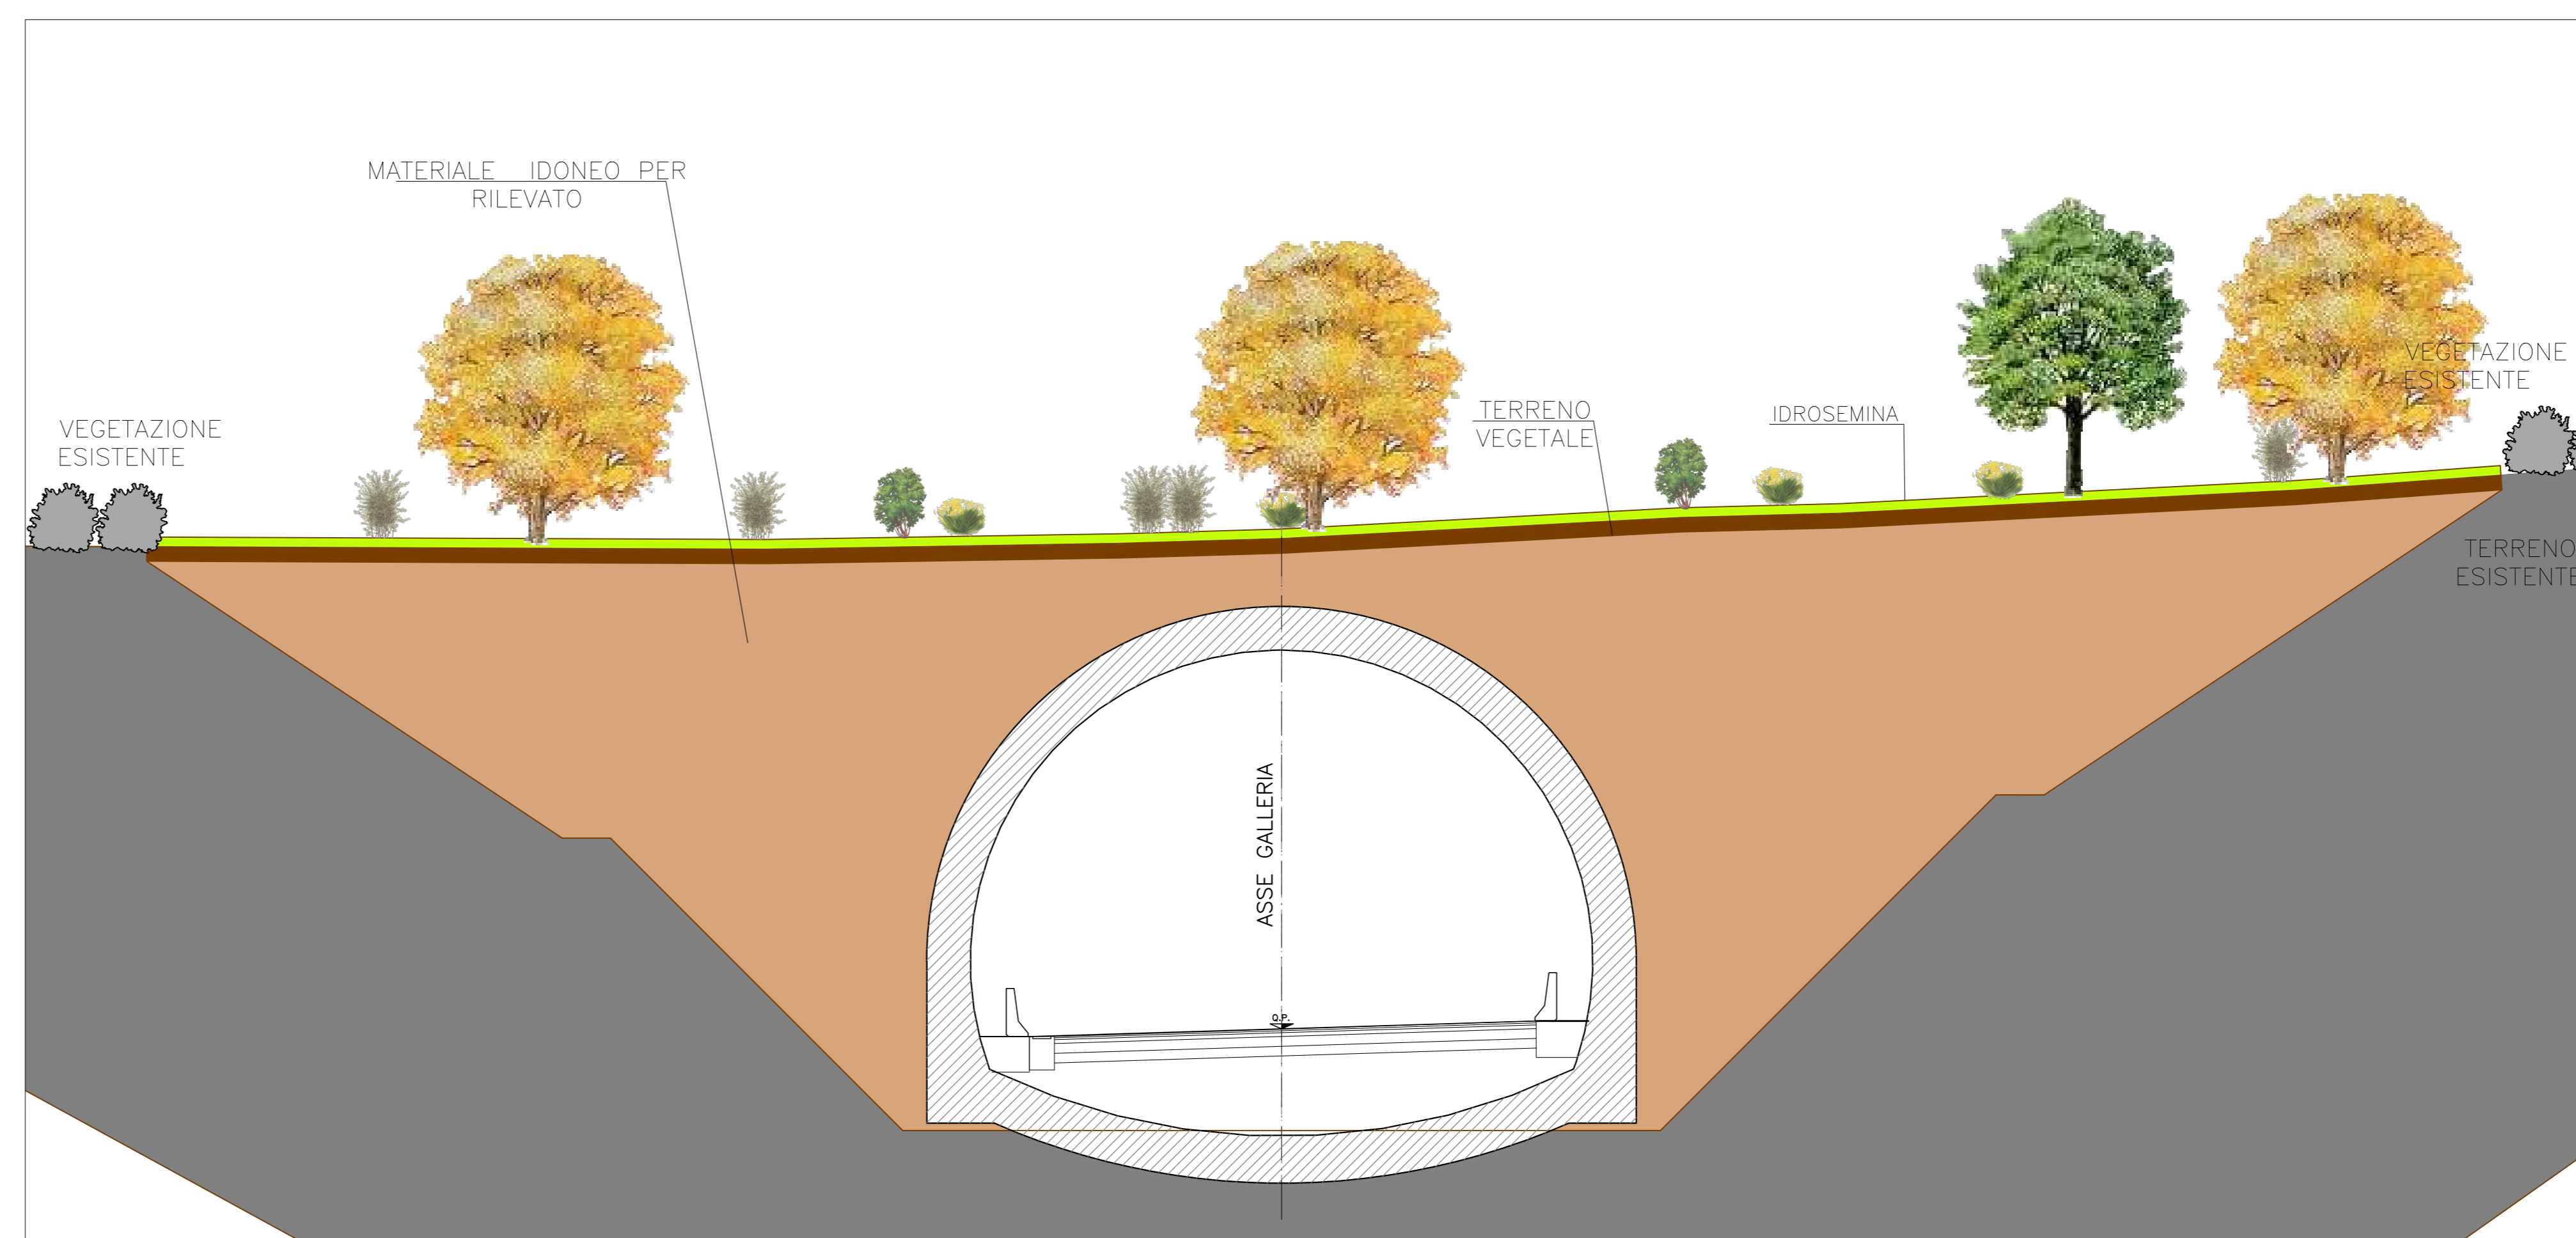 MATERIALE IDONEO PER
RILEVATO
VEGETAZIONE
ESISTENTE
TERRENO
VEGETALE
IDROSEMINA
VEGETAZIONE
ESISTENTE
TERRENO
ESISTENTE
ASSE GALLERIA
Q.P.